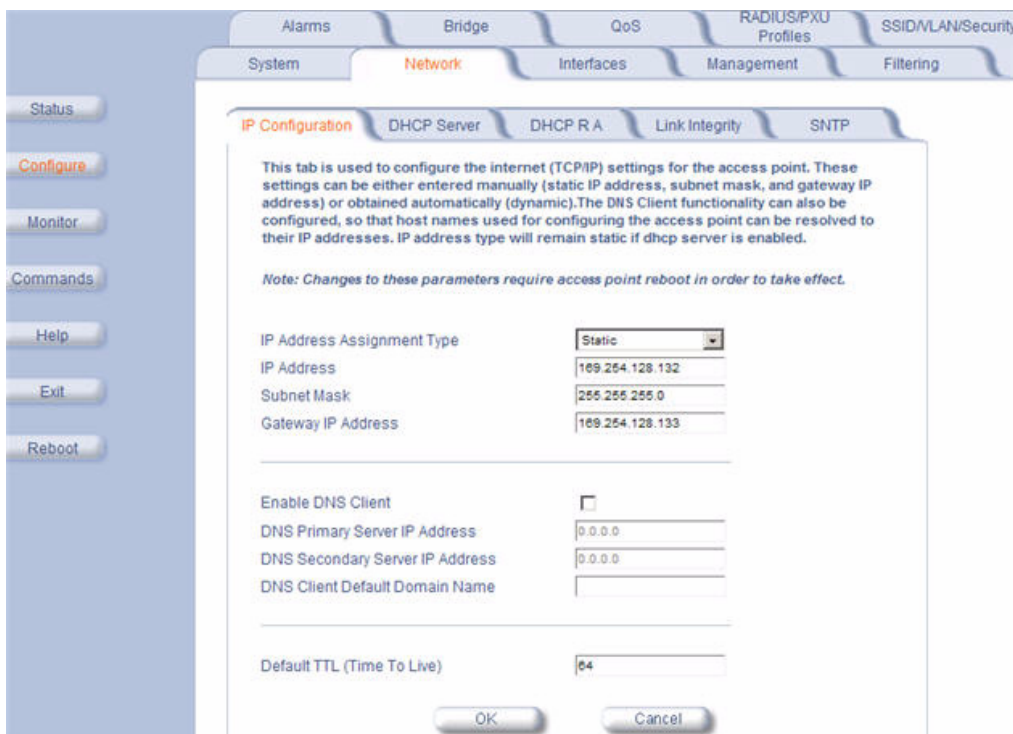 Alarms
Bridge
QoS
RADIUS/PXU
Profiles
SSID/VLAN/Security
System
Network
Interfaces
Management
Filtering
Status
Configure
Monitor
Commands
Help
Exit
Reboot
IP Configuration
DHCP Server
DHCP R A
Link Integrity
SNTP
This tab is used to configure the internet (TCP/IP) settings for the access point. These
settings can be either entered manually (static IP address, subnet mask, and gateway IP
address) or obtained automatically (dynamic).The DNS Client functionality can also be
configured, so that host names used for configuring the access point can be resolved to
their IP addresses. IP address type will remain static if dhcp server is enabled.
Note: Changes to these parameters require access point reboot in order to take effect.
IP Address Assignment Type Static
IP Address 169.254.128.132
Subnet Mask 255.255.255.0
Gateway IP Address 169.254.128.133
Enable DNS Client
DNS Primary Server IP Address 0.0.0.0
DNS Secondary Server IP Address 0.0.0.0
DNS Client Default Domain Name
Default TTL (Time To Live) 64
OK Cancel